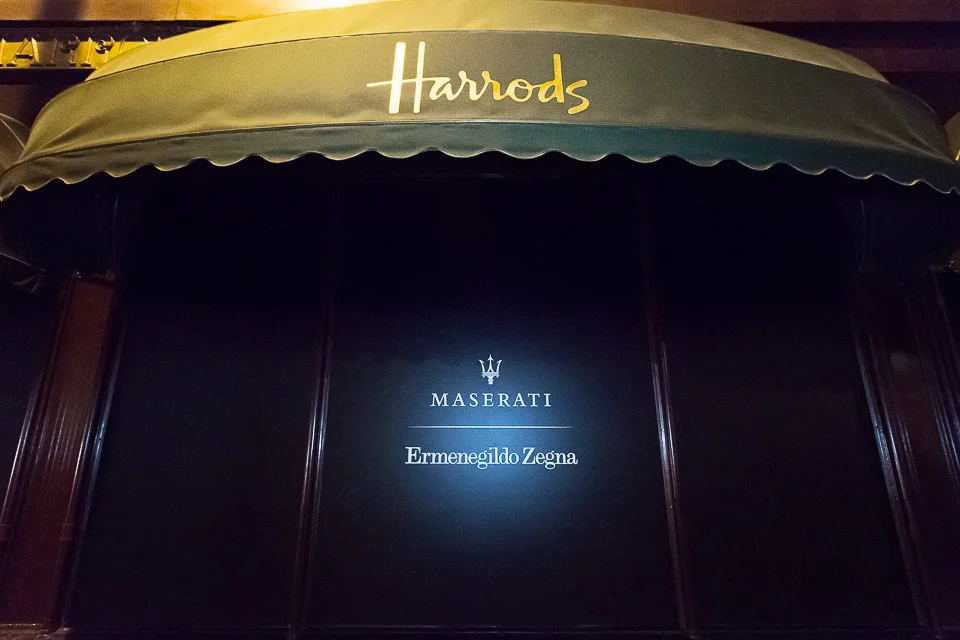 Harrods
MASERATI
Ermenegildo Zegna